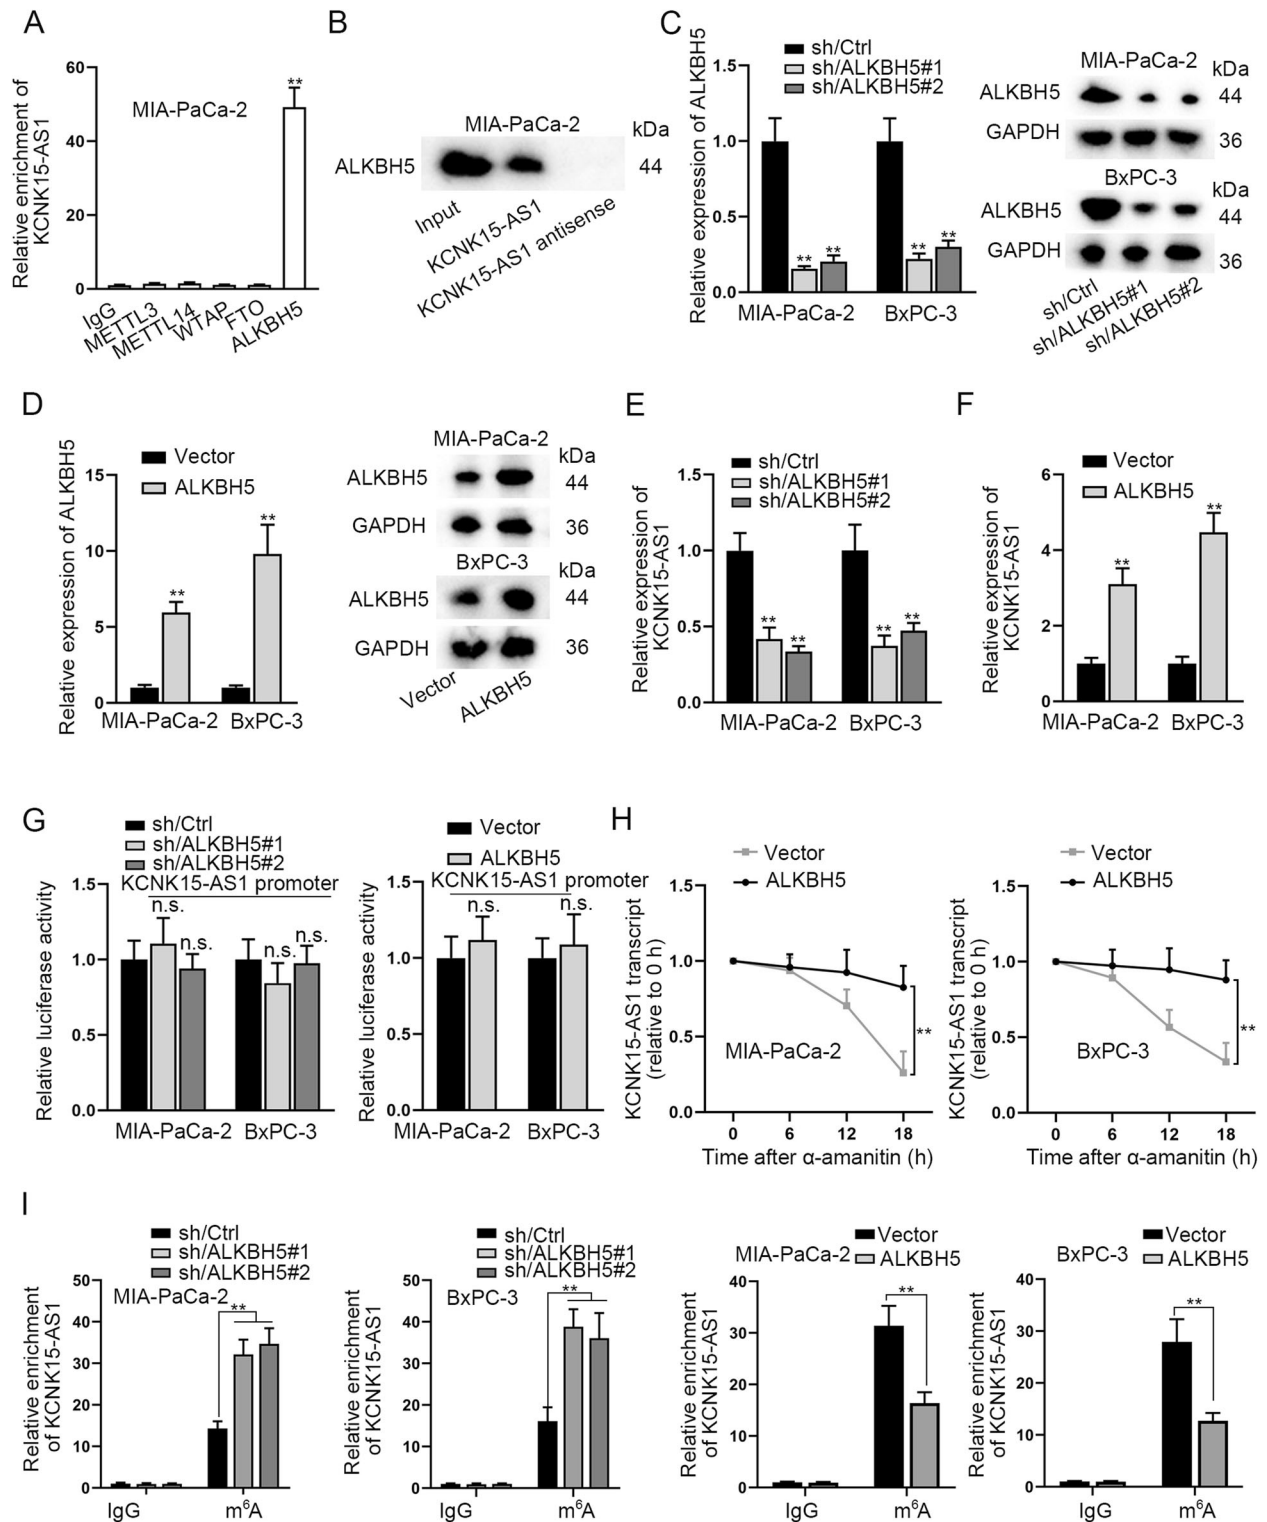 A
Relative enrichment of
KCNK15-AS1
60
40
20
0
MIA-PaCa-2
**
IgG
METTL3
METTL14
WTAP
FTO
ALKBH5
B
MIA-PaCa-2
kDa
ALKBH5
44
Input
KCNK15-AS1
KCNK15-AS1 antisense
C
sh/Ctrl
sh/ALKBH5#1
sh/ALKBH5#2
Relative expression of ALKBH5
1.5
1.0
0.5
0.0
** **
** **
MIA-PaCa-2 BxPC-3
MIA-PaCa-2
kDa
ALKBH5 44
GAPDH 36
BxPC-3
kDa
ALKBH5 44
GAPDH 36
sh/Ctrl
sh/ALKBH5#1
sh/ALKBH5#2
D
Vector
ALKBH5
Relative expression of ALKBH5
15
10
5
0
**
**
MIA-PaCa-2 BxPC-3
MIA-PaCa-2
kDa
ALKBH5 44
GAPDH 36
BxPC-3
kDa
ALKBH5 44
GAPDH 36
Vector
ALKBH5
E
sh/Ctrl
sh/ALKBH5#1
sh/ALKBH5#2
Relative expression of
KCNK15-AS1
1.5
1.0
0.5
0.0
** **
** **
MIA-PaCa-2 BxPC-3
F
Vector
ALKBH5
Relative expression of
KCNK15-AS1
6
4
2
0
**
**
MIA-PaCa-2 BxPC-3
G
sh/Ctrl
sh/ALKBH5#1
sh/ALKBH5#2
KCNK15-AS1 promoter
Relative luciferase activity
1.5
1.0
0.5
0.0
n.s. n.s.
n.s. n.s.
MIA-PaCa-2 BxPC-3
Vector
ALKBH5
KCNK15-AS1 promoter
Relative luciferase activity
1.5
1.0
0.5
0.0
n.s. n.s.
MIA-PaCa-2 BxPC-3
H
Vector
ALKBH5
KCNK15-AS1 transcript
(relative to 0 h)
1.5
1.0
0.5
0.0
**
MIA-PaCa-2
0 6 12 18
Time after α-amanitin (h)
Vector
ALKBH5
KCNK15-AS1 transcript
(relative to 0 h)
1.5
1.0
0.5
0.0
**
BxPC-3
0 6 12 18
Time after α-amanitin (h)
I
sh/Ctrl
sh/ALKBH5#1
sh/ALKBH5#2
MIA-PaCa-2
Relative enrichment
of KCNK15-AS1
50
40
30
20
10
0
**
IgG m⁶A
sh/Ctrl
sh/ALKBH5#1
sh/ALKBH5#2
BxPC-3
Relative enrichment
of KCNK15-AS1
50
40
30
20
10
0
**
IgG m⁶A
Vector
MIA-PaCa-2 ALKBH5
Relative enrichment
of KCNK15-AS1
40
30
20
10
0
**
IgG m⁶A
Vector
BxPC-3 ALKBH5
Relative enrichment
of KCNK15-AS1
40
30
20
10
0
**
IgG m⁶A